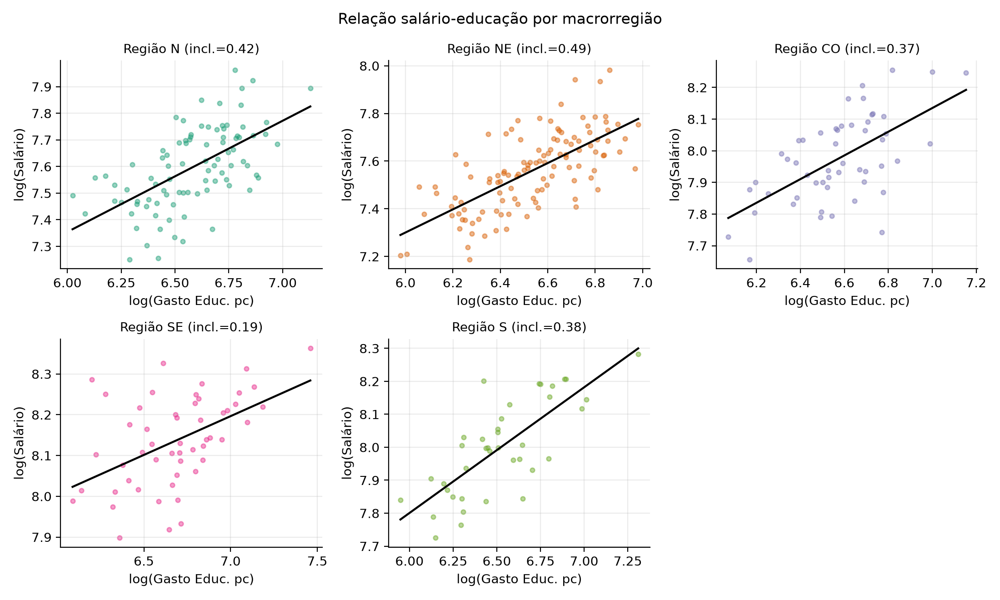 Relação salário-educação por macrorregião
Região N (incl.=0.42)
log(Salário)
7.9
7.8
7.7
7.6
7.5
7.4
7.3
6.00 6.25 6.50 6.75 7.00
log(Gasto Educ. pc)
Região NE (incl.=0.49)
log(Salário)
8.0
7.8
7.6
7.4
7.2
6.0 6.2 6.4 6.6 6.8 7.0
log(Gasto Educ. pc)
Região CO (incl.=0.37)
log(Salário)
8.2
8.1
8.0
7.9
7.8
7.7
6.2 6.4 6.6 6.8 7.0 7.2
log(Gasto Educ. pc)
Região SE (incl.=0.19)
log(Salário)
8.3
8.2
8.1
8.0
7.9
6.5 7.0 7.5
log(Gasto Educ. pc)
Região S (incl.=0.38)
log(Salário)
8.3
8.2
8.1
8.0
7.9
7.8
7.7
6.00 6.25 6.50 6.75 7.00 7.25
log(Gasto Educ. pc)